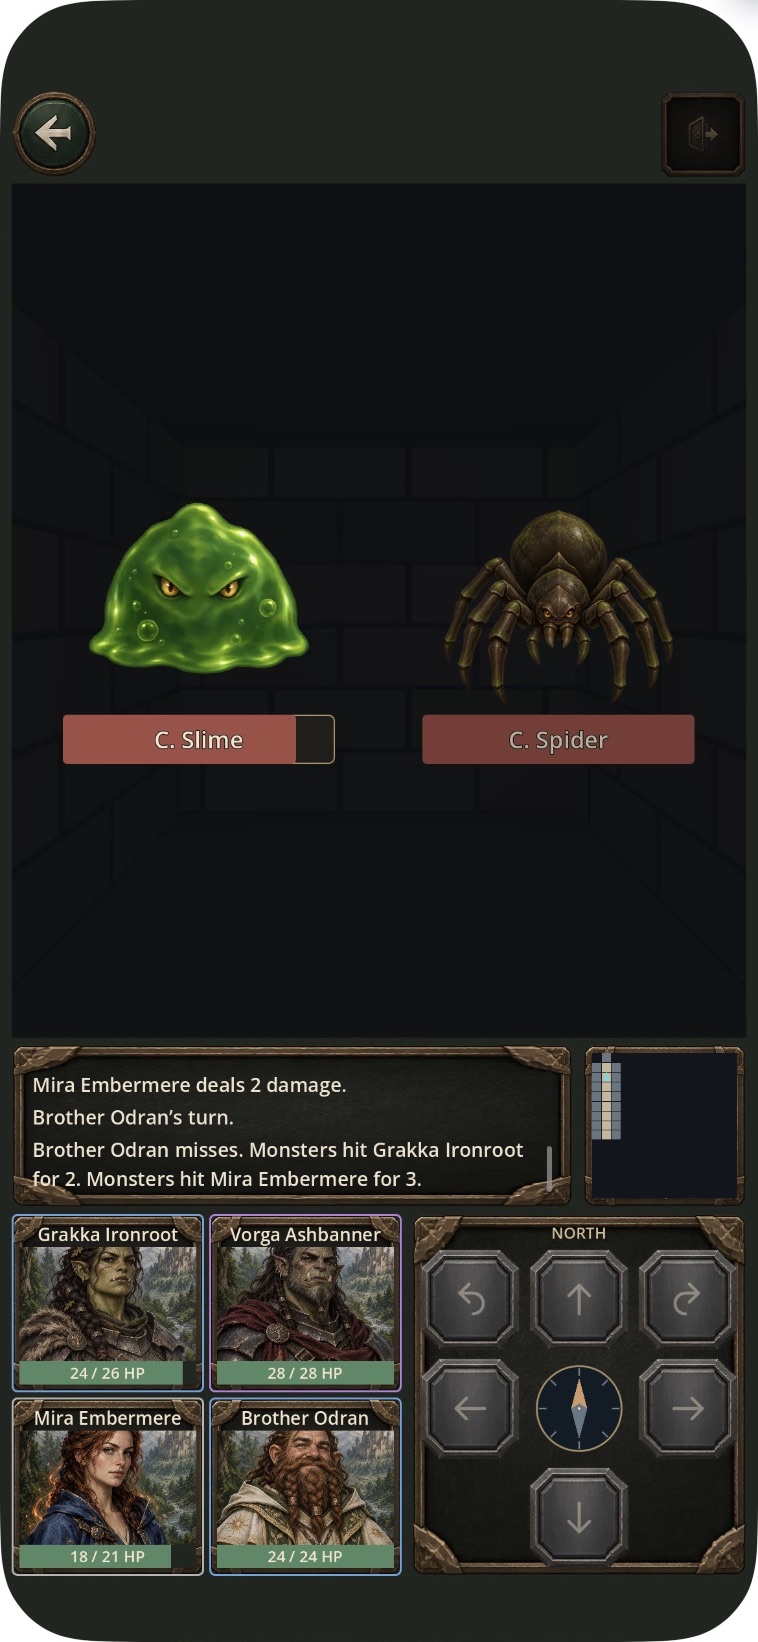 C. Slime
C. Spider
Mira Embermere deals 2 damage.
Brother Odran’s turn.
Brother Odran misses. Monsters hit Grakka Ironroot
for 2. Monsters hit Mira Embermere for 3.
Grakka Ironroot
24 / 26 HP
Vorga Ashbanner
28 / 28 HP
Mira Embermere
18 / 21 HP
Brother Odran
24 / 24 HP
NORTH